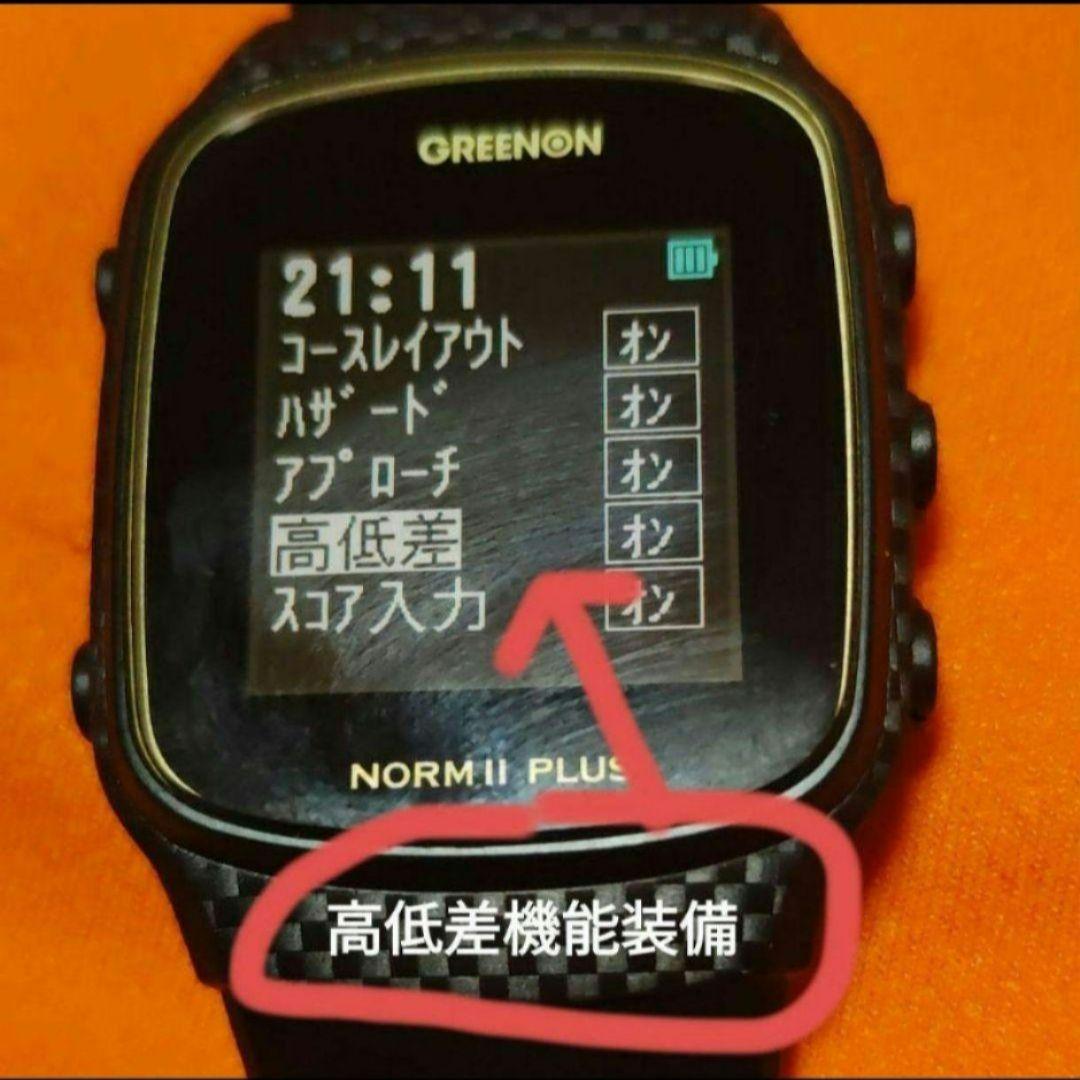 GREENON
21:11
コースレイアウト オン
ハザード オン
アプローチ オン
高低差 オン
スコア入力 オン
NORM II PLUS
高低差機能装備